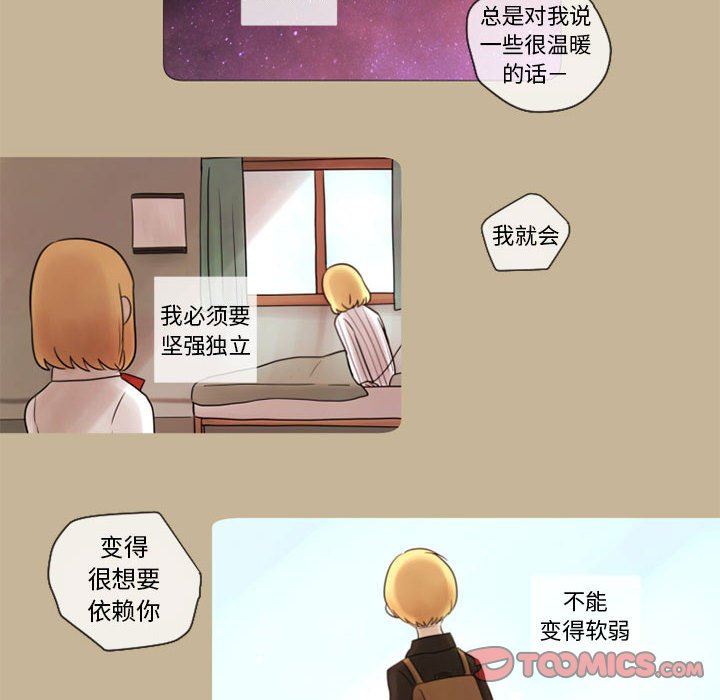 总是对我说
一些很温暖
的话—
我就会
我必须要
坚强独立
变得
很想要
依赖你
不能
变得软弱
TOOMICS.COM